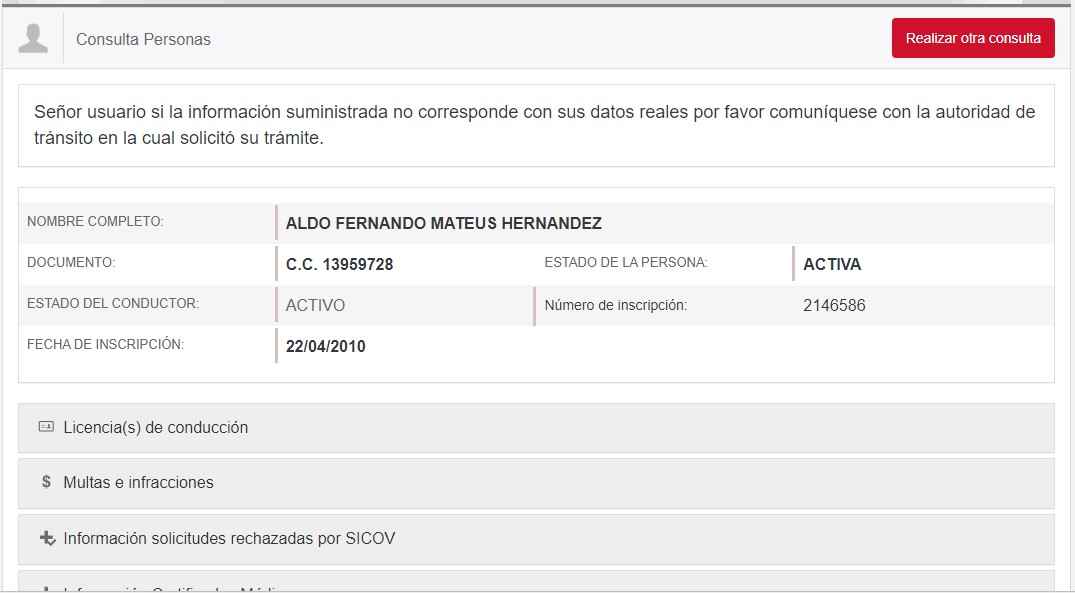 Consulta Personas
Realizar otra consulta
Señor usuario si la información suministrada no corresponde con sus datos reales por favor comuníquese con la autoridad de
tránsito en la cual solicitó su trámite.
NOMBRE COMPLETO: ALDO FERNANDO MATEUS HERNANDEZ
DOCUMENTO: C.C. 13959728 ESTADO DE LA PERSONA: ACTIVA
ESTADO DEL CONDUCTOR: ACTIVO Número de inscripción: 2146586
FECHA DE INSCRIPCIÓN: 22/04/2010
Licencia(s) de conducción
$ Multas e infracciones
Información solicitudes rechazadas por SICOV